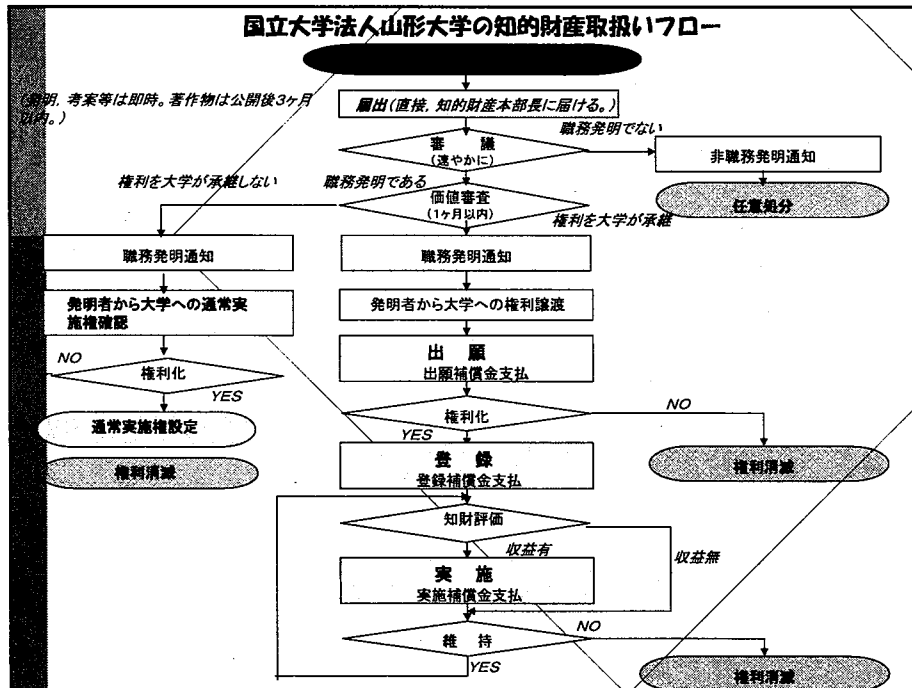 国立大学法人山形大学の知的財産取扱いフロー
(発明，考案等は即時。著作物は公開後3ヶ月
以内。)
届出(直接，知的財産本部長に届ける。)
職務発明でない
審　議
(速やかに)
非職務発明通知
権利を大学が承継しない
職務発明である
価値審査
(1ヶ月以内)
任意処分
権利を大学が承継
職務発明通知
職務発明通知
発明者から大学への通常実
施権確認
発明者から大学への権利譲渡
出　願
出願補償金支払
NO
権利化
YES
通常実施権設定
権利化
NO
YES
権利消滅
登　録
登録補償金支払
権利消滅
知財評価
収益有
収益無
実　施
実施補償金支払
NO
維　持
YES
権利消滅